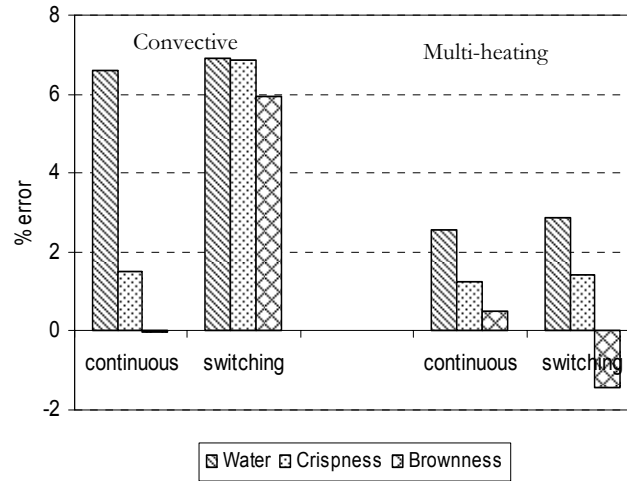 8
Convective
Multi-heating
6
4
% error
2
0
continuous switching continuous switching
-2
Water Crispness Brownness